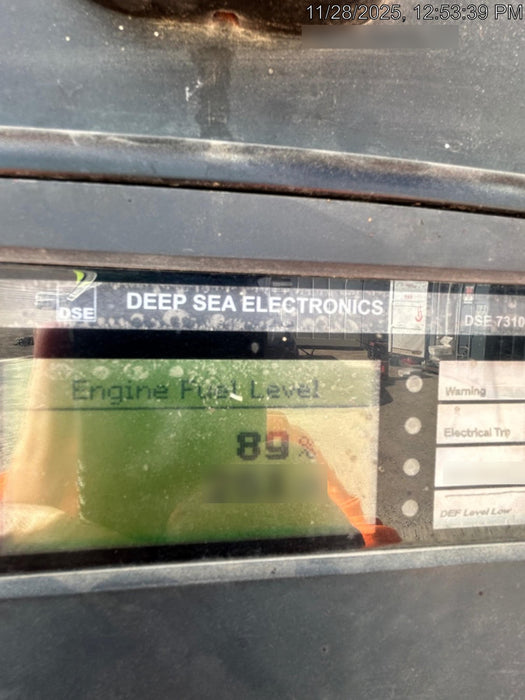 11/28/2025, 12:53:39 PM
DSE
DEEP SEA ELECTRONICS
DSE 7310
Engine Fuel Level
89 %
Warning
Electrical Trip
DEF Level Low